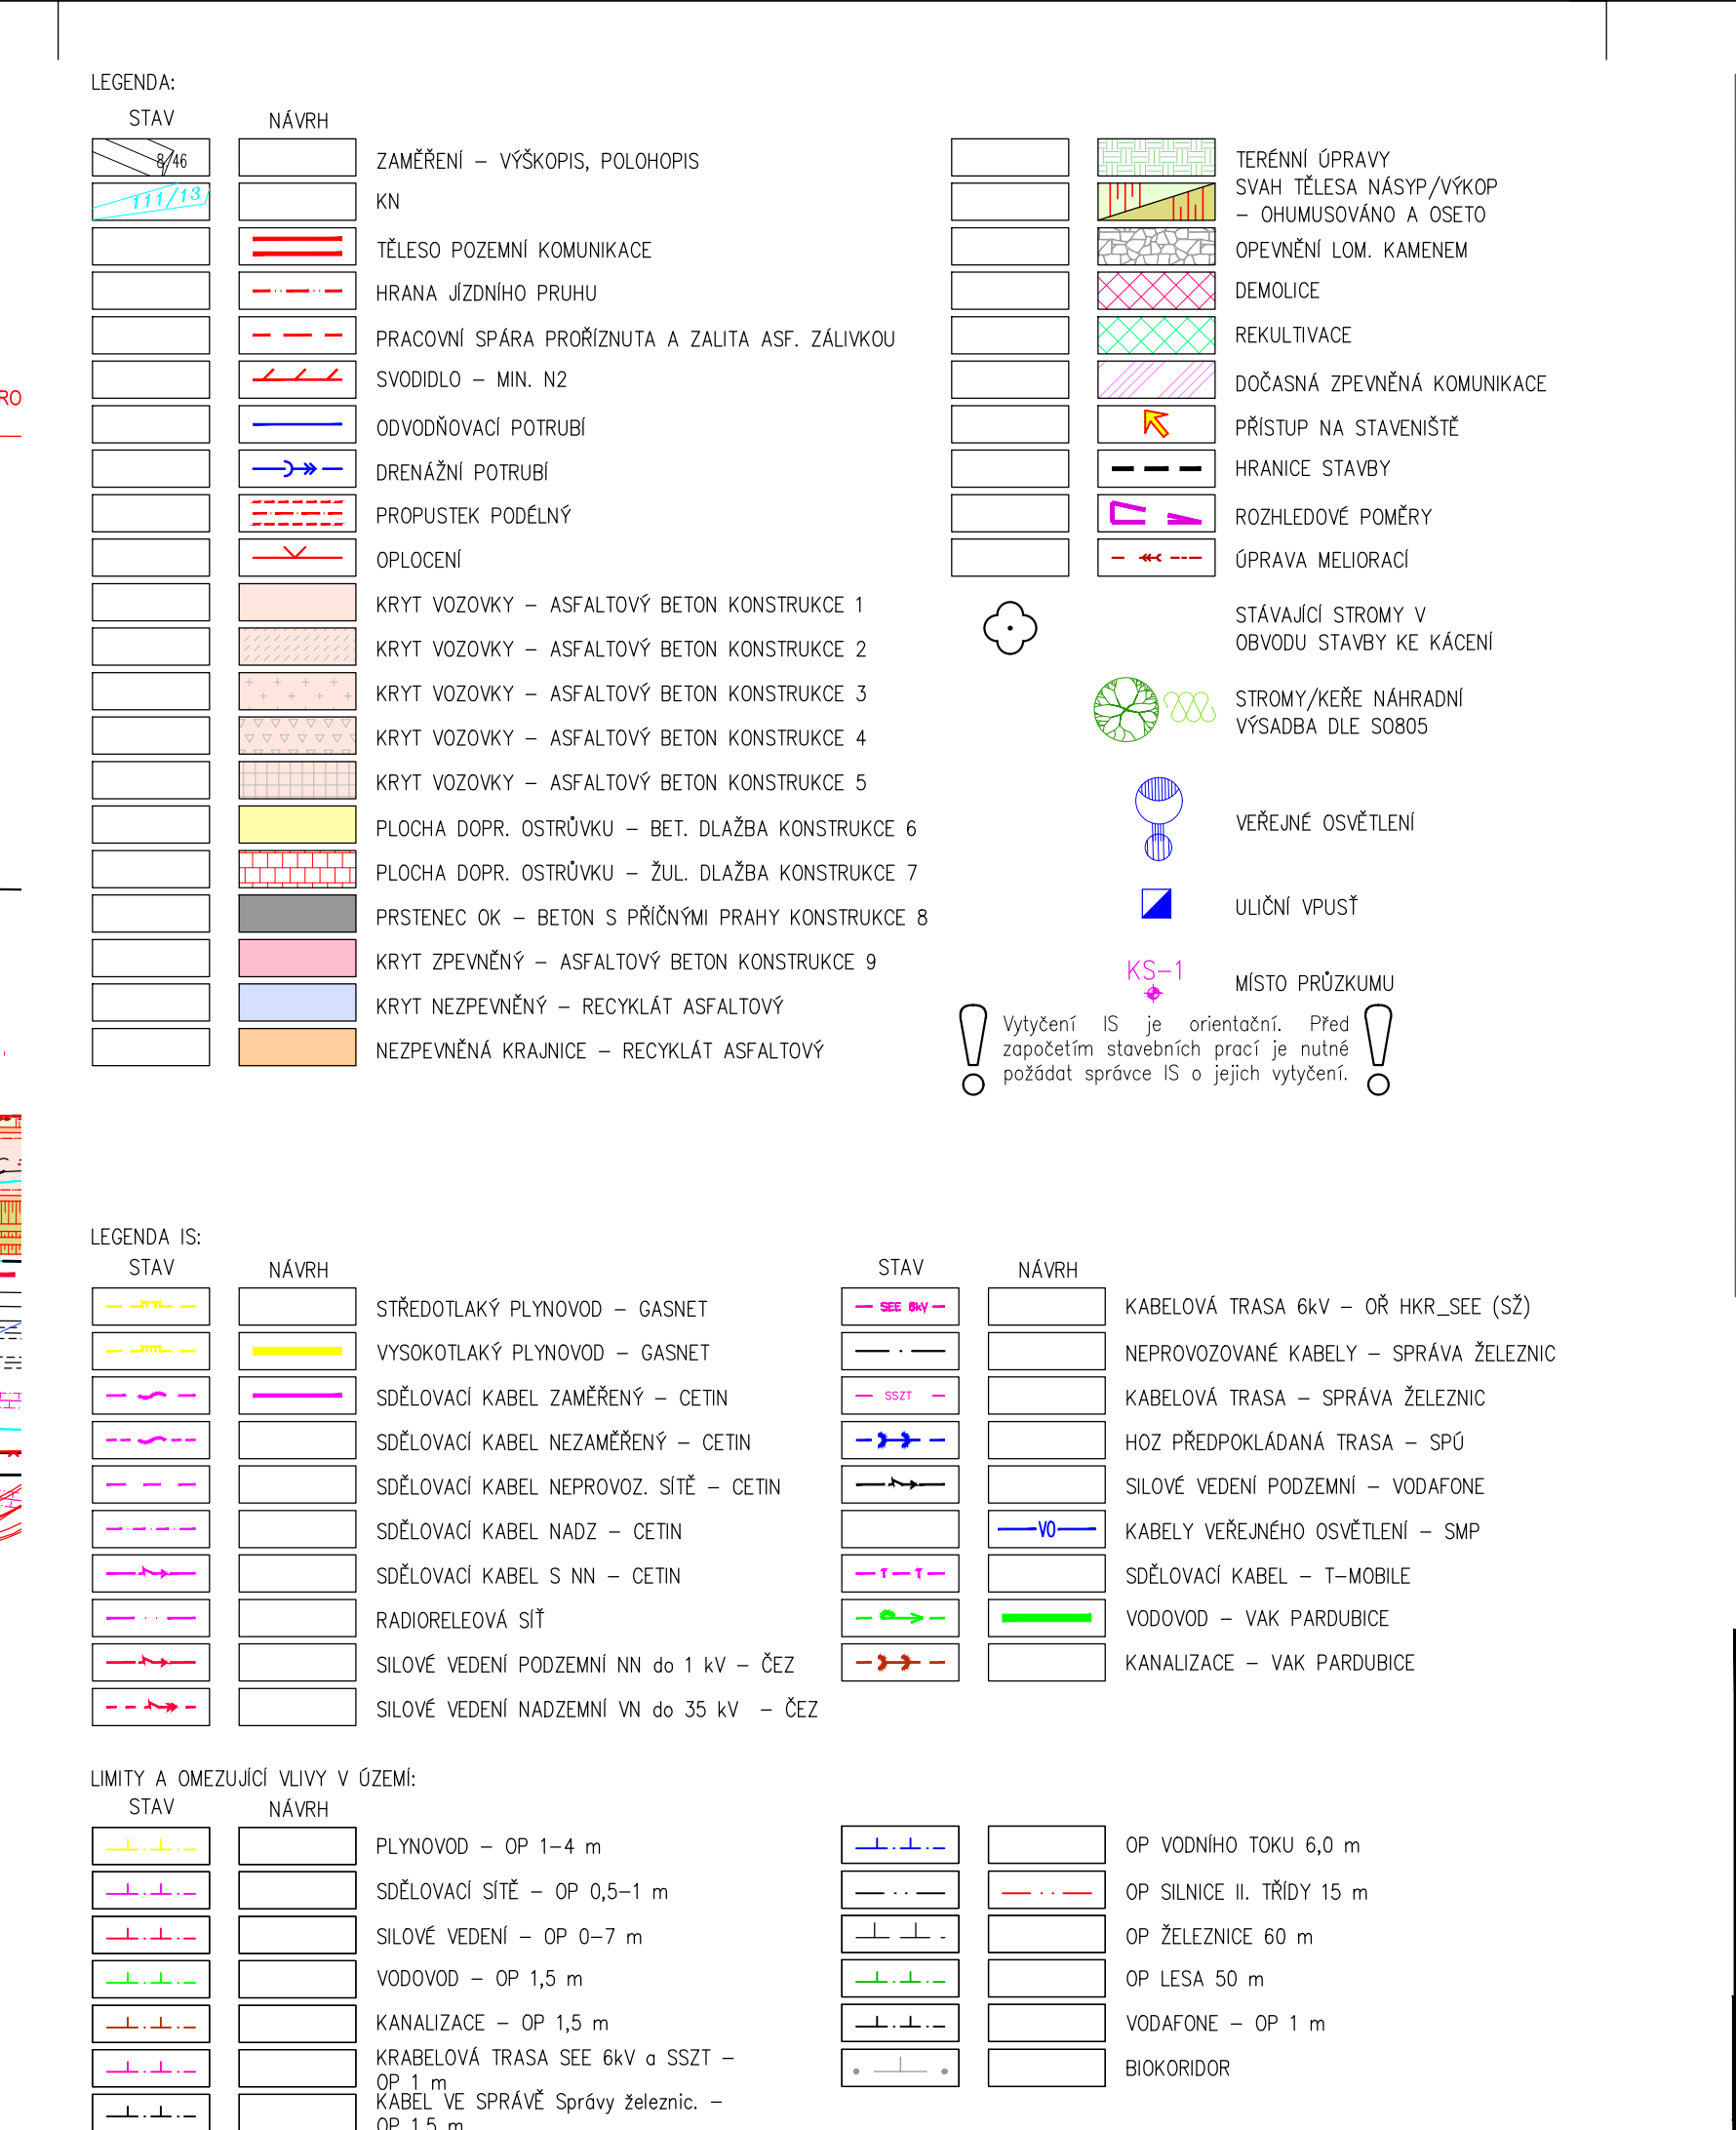 LEGENDA:
STAV
NÁVRH
8/46
ZAMĚŘENÍ – VÝŠKOPIS, POLOHOPIS
111/13
KN
TĚLESO POZEMNÍ KOMUNIKACE
HRANA JÍZDNÍHO PRUHU
PRACOVNÍ SPÁRA PROŘÍZNUTA A ZALITA ASF. ZÁLIVKOU
SVODIDLO – MIN. N2
ODVODŇOVACÍ POTRUBÍ
DRENÁŽNÍ POTRUBÍ
PROPUSTEK PODÉLNÝ
OPLOCENÍ
KRYT VOZOVKY – ASFALTOVÝ BETON KONSTRUKCE 1
KRYT VOZOVKY – ASFALTOVÝ BETON KONSTRUKCE 2
KRYT VOZOVKY – ASFALTOVÝ BETON KONSTRUKCE 3
KRYT VOZOVKY – ASFALTOVÝ BETON KONSTRUKCE 4
KRYT VOZOVKY – ASFALTOVÝ BETON KONSTRUKCE 5
PLOCHA DOPR. OSTRŮVKU – BET. DLAŽBA KONSTRUKCE 6
PLOCHA DOPR. OSTRŮVKU – ŽUL. DLAŽBA KONSTRUKCE 7
PRSTENEC OK – BETON S PŘÍČNÝMI PRAHY KONSTRUKCE 8
KRYT ZPEVNĚNÝ – ASFALTOVÝ BETON KONSTRUKCE 9
KRYT NEZPEVNĚNÝ – RECYKLÁT ASFALTOVÝ
NEZPEVNĚNÁ KRAJNICE – RECYKLÁT ASFALTOVÝ
TERÉNNÍ ÚPRAVY
SVAH TĚLESA NÁSYP/VÝKOP
– OHUMUSOVÁNO A OSETO
OPEVNĚNÍ LOM. KAMENEM
DEMOLICE
REKULTIVACE
DOČASNÁ ZPEVNĚNÁ KOMUNIKACE
PŘÍSTUP NA STAVENIŠTĚ
HRANICE STAVBY
ROZHLEDOVÉ POMĚRY
ÚPRAVA MELIORACÍ
STÁVAJÍCÍ STROMY V
OBVODU STAVBY KE KÁCENÍ
STROMY/KEŘE NÁHRADNÍ
VÝSADBA DLE SO805
VEŘEJNÉ OSVĚTLENÍ
ULIČNÍ VPUSŤ
KS–1
MÍSTO PRŮZKUMU
Vytyčení IS je orientační. Před
započetím stavebních prací je nutné
požádat správce IS o jejich vytyčení.
RO
LEGENDA IS:
STAV
NÁVRH
STŘEDOTLAKÝ PLYNOVOD – GASNET
VYSOKOTLAKÝ PLYNOVOD – GASNET
SDĚLOVACÍ KABEL ZAMĚŘENÝ – CETIN
SDĚLOVACÍ KABEL NEZAMĚŘENÝ – CETIN
SDĚLOVACÍ KABEL NEPROVOZ. SÍTĚ – CETIN
SDĚLOVACÍ KABEL NADZ – CETIN
SDĚLOVACÍ KABEL S NN – CETIN
RADIORELEOVÁ SÍŤ
SILOVÉ VEDENÍ PODZEMNÍ NN do 1 kV – ČEZ
SILOVÉ VEDENÍ NADZEMNÍ VN do 35 kV – ČEZ
STAV
NÁVRH
SEE 6kV
KABELOVÁ TRASA 6kV – OŘ HKR_SEE (SŽ)
NEPROVOZOVANÉ KABELY – SPRÁVA ŽELEZNIC
SSZT
KABELOVÁ TRASA – SPRÁVA ŽELEZNIC
HOZ PŘEDPOKLÁDANÁ TRASA – SPÚ
SILOVÉ VEDENÍ PODZEMNÍ – VODAFONE
VO
KABELY VEŘEJNÉHO OSVĚTLENÍ – SMP
T T
SDĚLOVACÍ KABEL – T–MOBILE
VODOVOD – VAK PARDUBICE
KANALIZACE – VAK PARDUBICE
LIMITY A OMEZUJÍCÍ VLIVY V ÚZEMÍ:
STAV
NÁVRH
PLYNOVOD – OP 1–4 m
SDĚLOVACÍ SÍTĚ – OP 0,5–1 m
SILOVÉ VEDENÍ – OP 0–7 m
VODOVOD – OP 1,5 m
KANALIZACE – OP 1,5 m
KRABELOVÁ TRASA SEE 6kV a SSZT –
OP 1 m
KABEL VE SPRÁVĚ Správy železnic. –
OP 1,5 m
OP VODNÍHO TOKU 6,0 m
OP SILNICE II. TŘÍDY 15 m
OP ŽELEZNICE 60 m
OP LESA 50 m
VODAFONE – OP 1 m
BIOKORIDOR